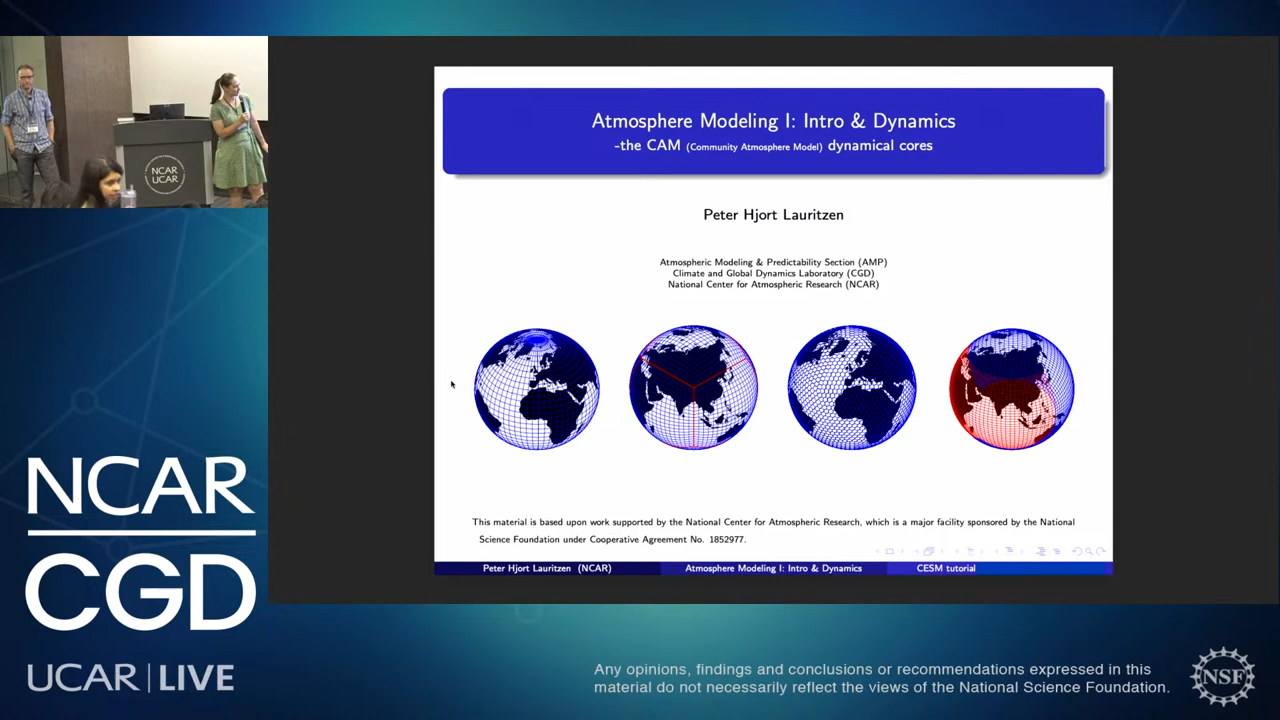 Atmosphere Modeling I: Intro & Dynamics
-the CAM (Community Atmosphere Model) dynamical cores
Peter Hjort Lauritzen
Atmospheric Modeling & Predictability Section (AMP)
Climate and Global Dynamics Laboratory (CGD)
National Center for Atmospheric Research (NCAR)
This material is based upon work supported by the National Center for Atmospheric Research, which is a major facility sponsored by the National
Science Foundation under Cooperative Agreement No. 1852977.
Peter Hjort Lauritzen (NCAR)
Atmosphere Modeling I: Intro & Dynamics
CESM tutorial
NCAR
UCAR
NCAR
CGD
UCAR | LIVE
Any opinions, findings and conclusions or recommendations expressed in this
material do not necessarily reflect the views of the National Science Foundation.
NSF